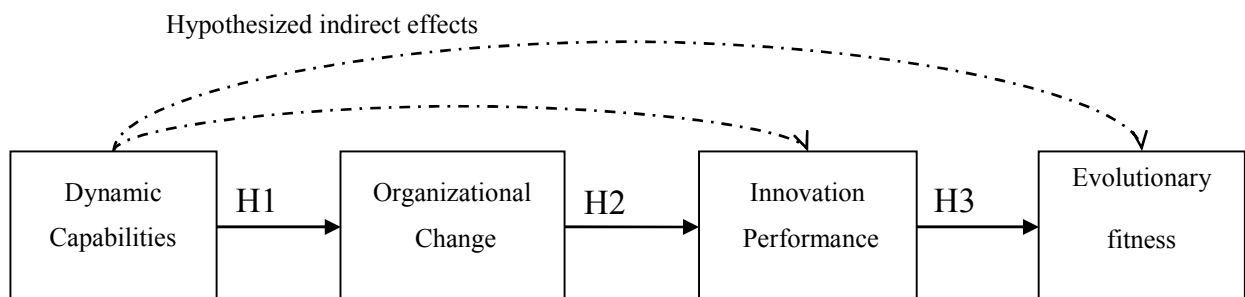 Hypothesized indirect effects
Dynamic
Capabilities
H1
Organizational
Change
H2
Innovation
Performance
H3
Evolutionary
fitness